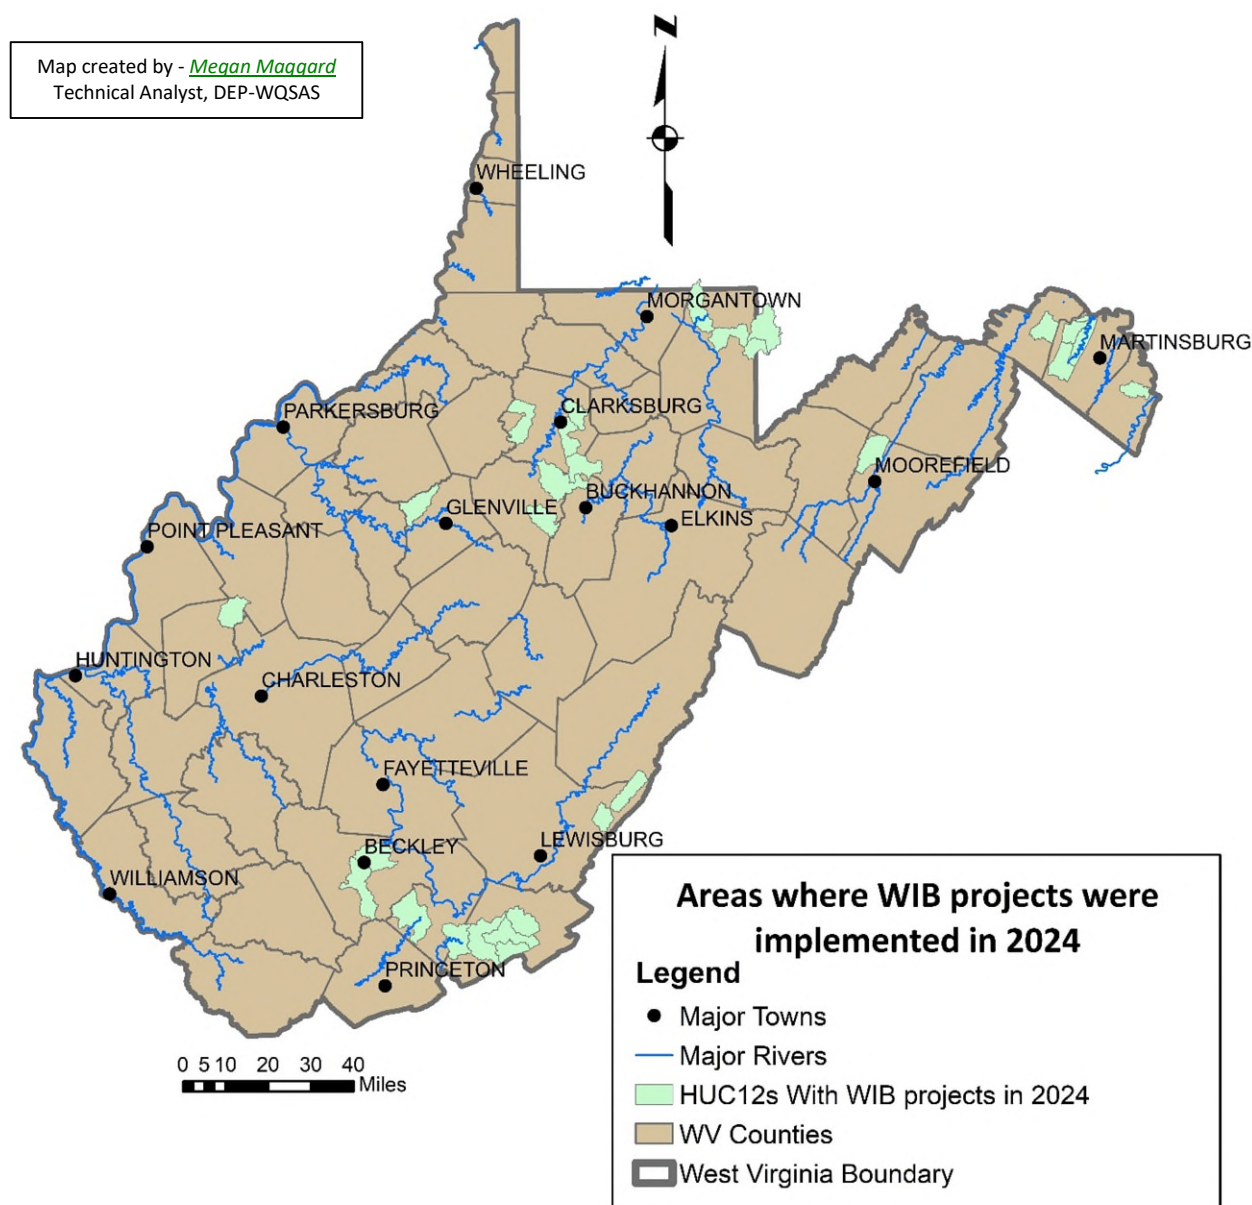 Map created by - Megan Maggard
Technical Analyst, DEP-WQSAS
N
WHEELING
MORGANTOWN
MARTINSBURG
PARKERSBURG
CLARKSBURG
MOOREFIELD
GLENVILLE
BUCKHANNON
ELKINS
POINT PLEASANT
HUNTINGTON
CHARLESTON
FAYETTEVILLE
BECKLEY
LEWISBURG
WILLIAMSON
PRINCETON
0 5 10 20 30 40
Miles
Areas where WIB projects were
implemented in 2024
Legend
Major Towns
Major Rivers
HUC12s With WIB projects in 2024
WV Counties
West Virginia Boundary